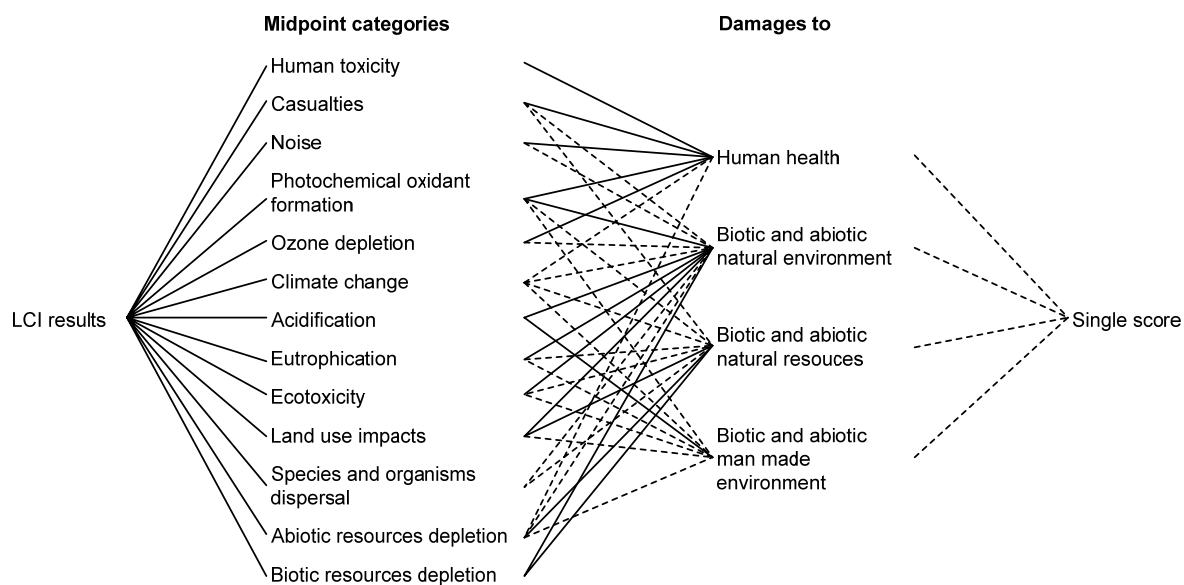 Midpoint categories
Damages to
Human toxicity
Casualties
Noise
Photochemical oxidant
formation
Ozone depletion
Climate change
LCI results
Acidification
Eutrophication
Ecotoxicity
Land use impacts
Species and organisms
dispersal
Abiotic resources depletion
Biotic resources depletion
Human health
Biotic and abiotic
natural environment
Biotic and abiotic
natural resouces
Biotic and abiotic
man made
environment
Single score